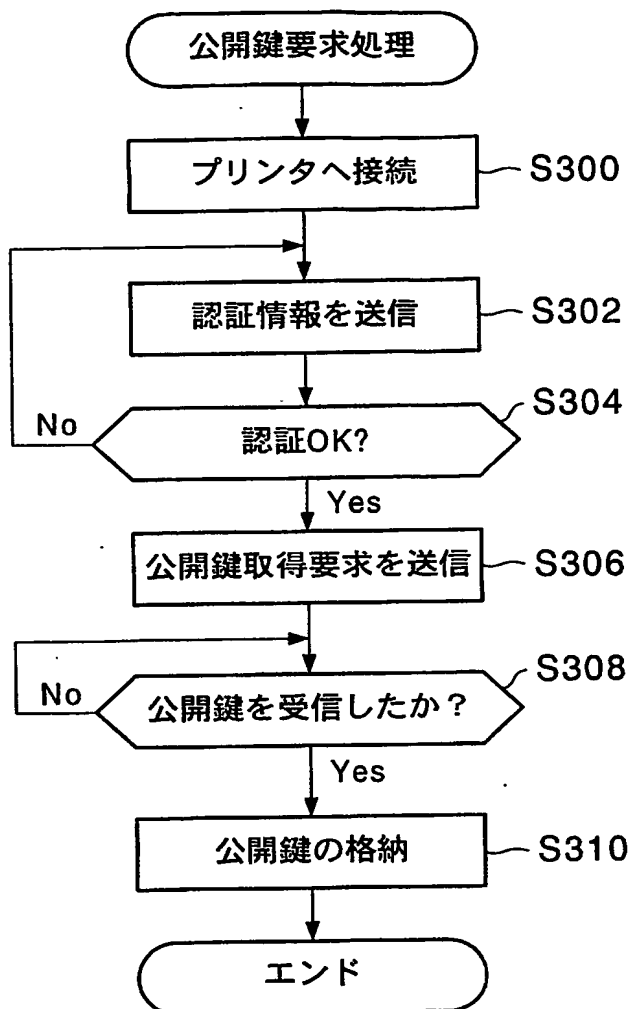 公開鍵要求処理
プリンタへ接続
S300
認証情報を送信
S302
S304
No
認証OK?
Yes
公開鍵取得要求を送信
S306
S308
No
公開鍵を受信したか？
Yes
公開鍵の格納
S310
エンド